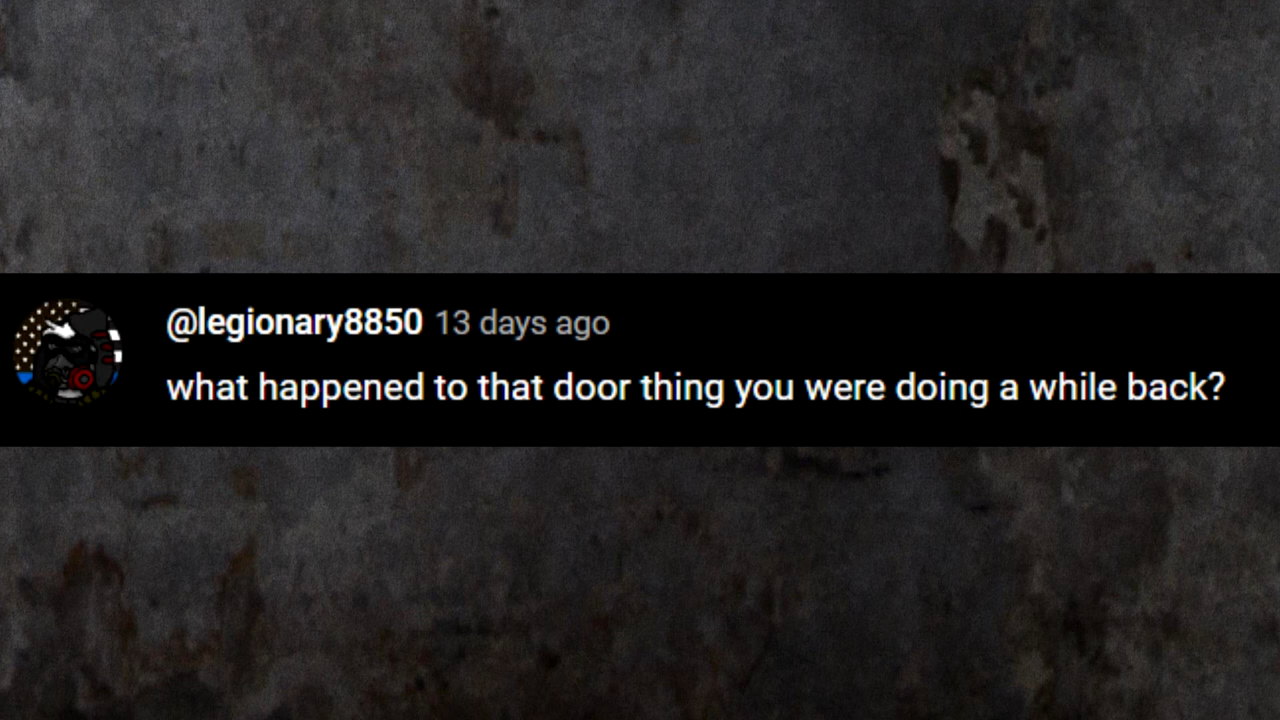 @legionary8850 13 days ago
what happened to that door thing you were doing a while back?